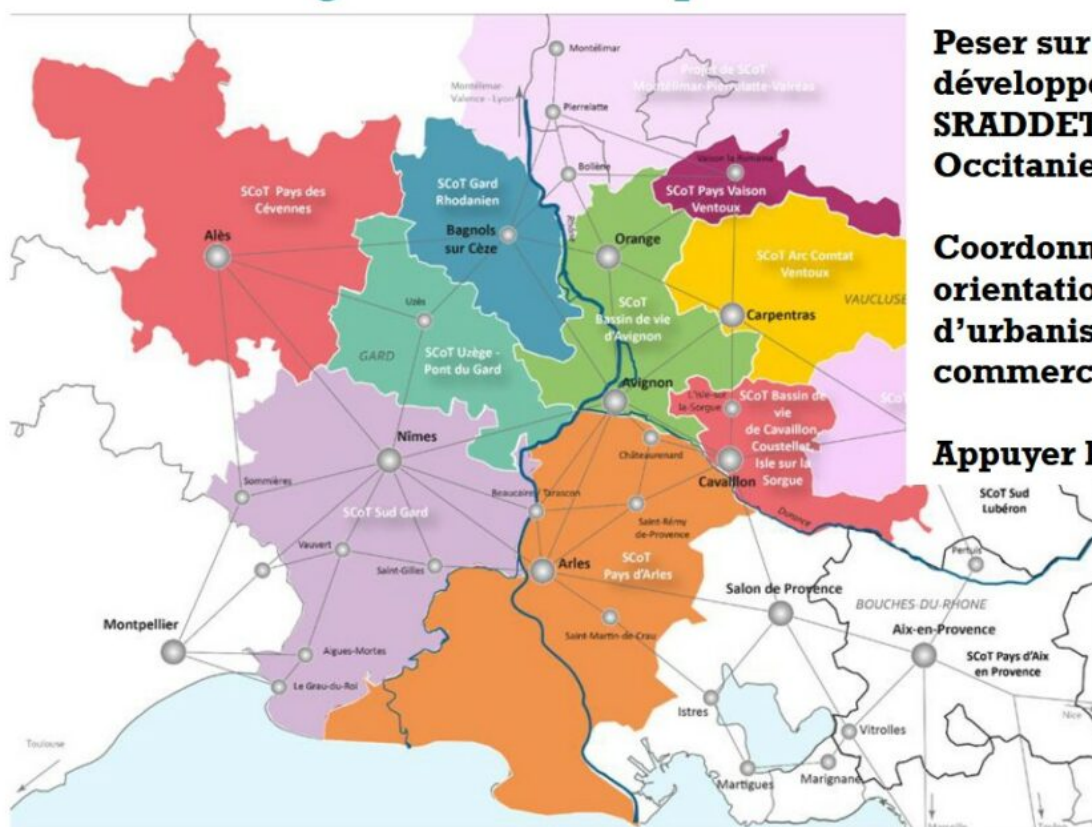 Peser sur
développe
SRADDET
Occitanie
Coordonn
orientatio
d'urbanis
commerc
Appuyer l
Montélimar
Projet de SCoT
Montélimar-Pierrelatte-Valréas
Montélimar-
Valence - Lyon
Pierrelatte
Bollène
Vaison la Romaine
SCoT Pays Vaison
Ventoux
SCoT Pays des
Cévennes
SCoT Gard
Rhodanien
Bagnols
sur Cèze
Alès
Rhône
Orange
SCoT Arc Comtat
Ventoux
VAUCLUSE
Uzès
SCoT
Bassin de vie
d'Avignon
Carpentras
GARD
SCoT Uzège -
Pont du Gard
Avignon
L'Isle-sur
la Sorgue
SCoT Bassin de
vie
de Cavaillon,
Coustellet,
Isle sur la
Sorgue
SCoT
Nîmes
Châteaurenard
Cavaillon
Sommières
Beaucaire / Tarascon
SCoT Sud
Lubéron
SCoT Sud Gard
Saint-Rémy
de-Provence
Durance
Vauvert
Saint-Gilles
Arles
SCoT
Pays d'Arles
Pertuis
Salon de Provence
BOUCHES-DU-RHONE
Montpellier
Saint-Martin-de-Crau
Aix-en-Provence
Aigues-Mortes
SCoT Pays d'Aix
en Provence
Le Grau-du-Roi
Istres
Nice
Vitrolles
Toulouse
Martigues
Marignane